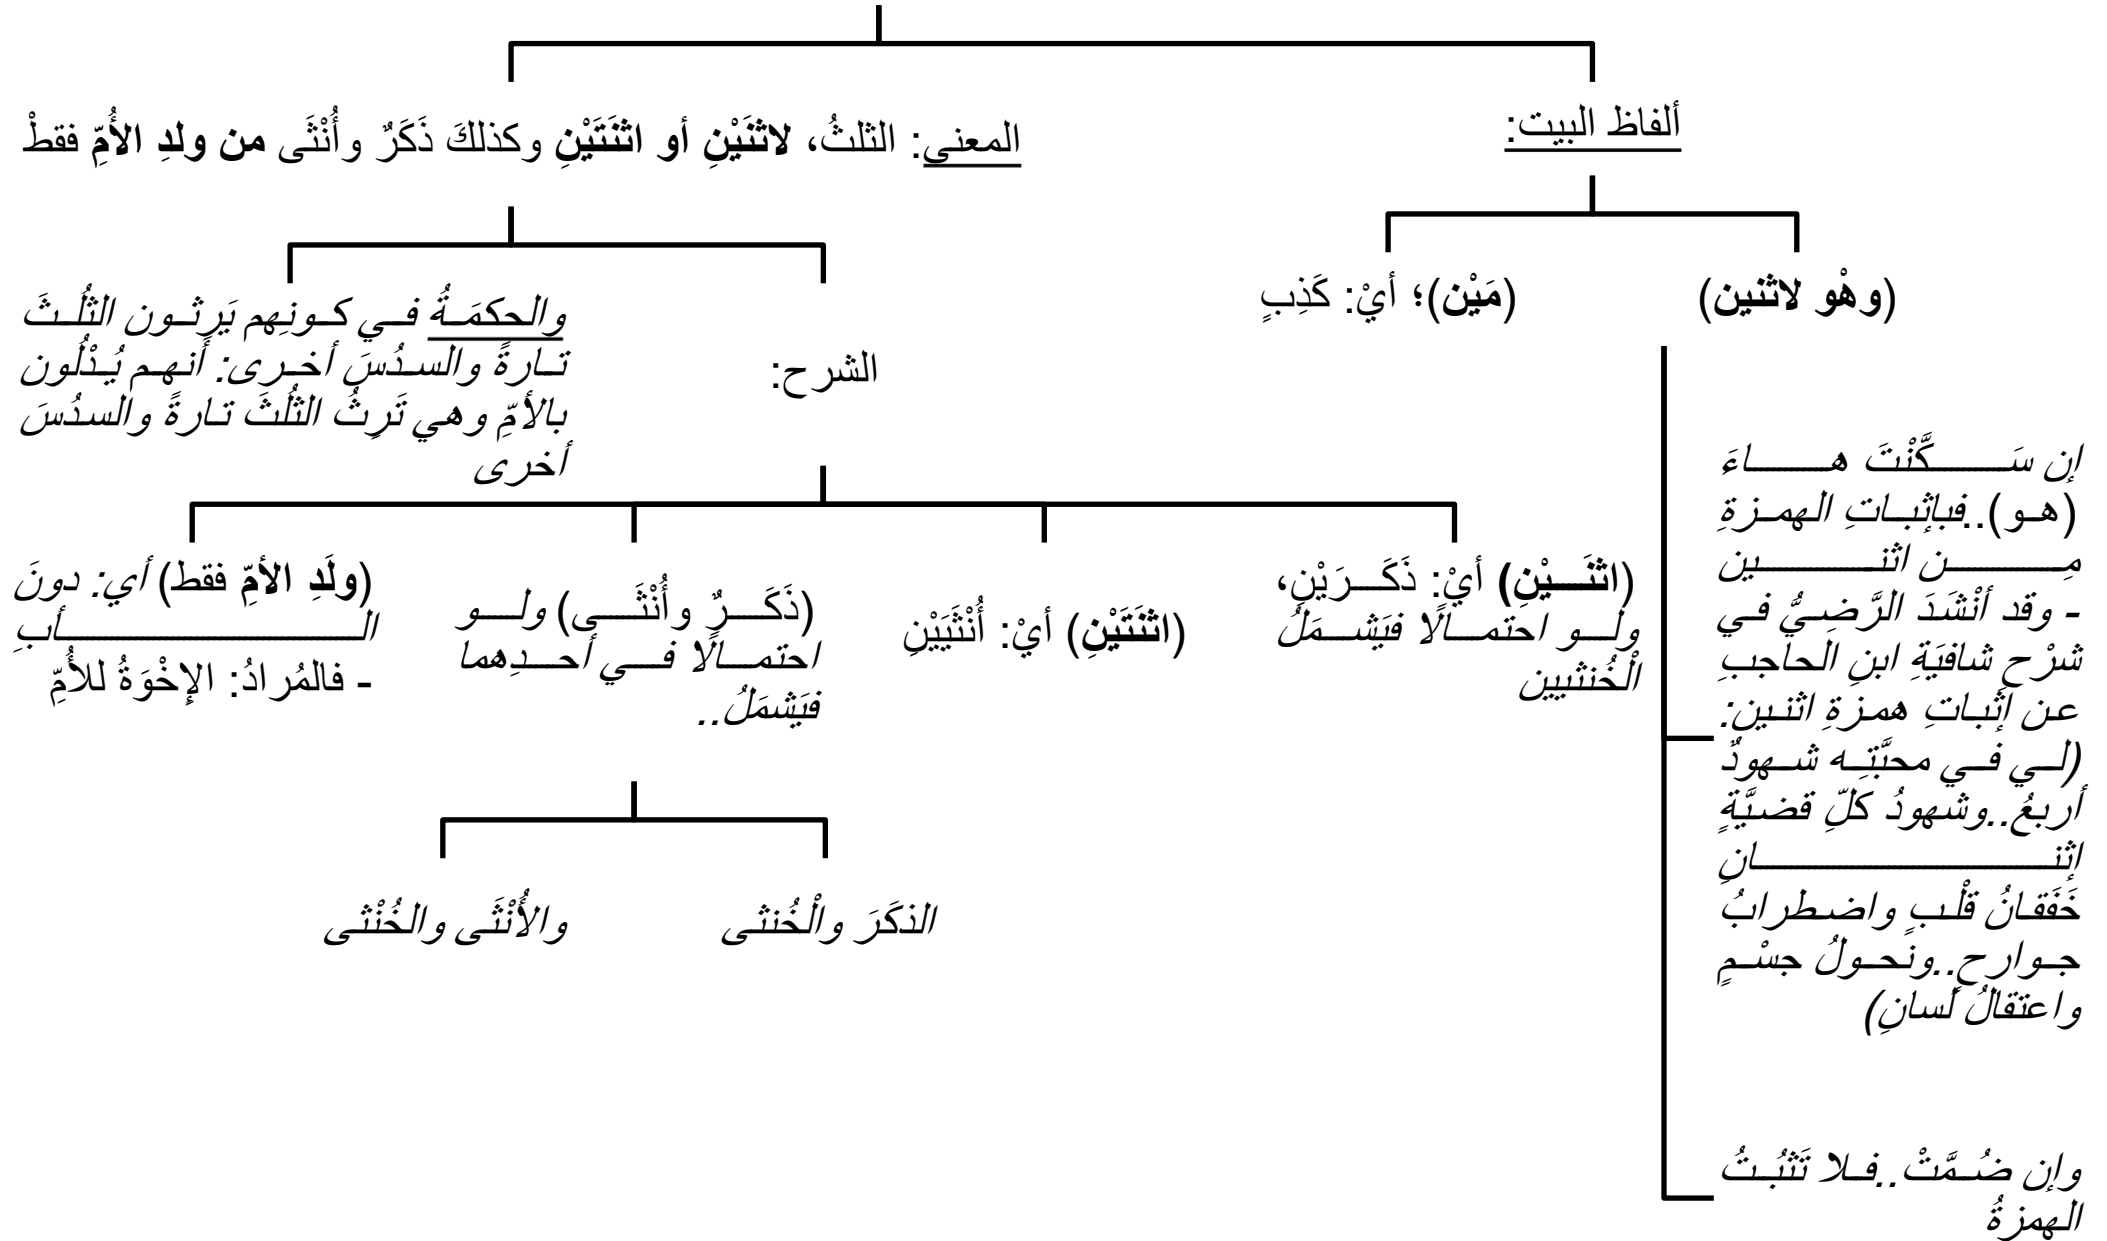 ألفاظ البيت:
(وهْو لاثنين)
إن سَكَّنْتَ هاءَ
(هو)..فبإثباتِ الهمزةِ
مِن اثنين
- وقد أنْشَدَ الرَّضِيُّ في
شرْحِ شافيَةِ ابنِ الحاجبِ
عن إثباتِ همزةِ اثنين:
(لي في محبَّتِه شهودٌ
أربعُ..وشهودُ كلّ قضيَّةٍ
إثنانِ
خَفَقانُ قلْبٍ واضطرابُ
جوارحٍ..ونحولُ جسْمٍ
واعتقالُ لسانِ)
وإن ضُمَّتْ..فلا تَثبُتُ
الهمزةُ
(مَيْن)؛ أيْ: كَذِبٍ
المعنى: الثلثُ، لاثنَيْنِ أو اثنَتَيْنِ وكذلكَ ذَكَرٌ وأُنْثَى من ولدِ الأمِّ فقطْ
الشرح:
(اثنَيْنِ) أيْ: ذَكَرَيْنِ،
ولو احتمالًا فيَشمَلُ
الْخُنثيين
(اثنَتَيْنِ) أيْ: أُنْثَيَيْنِ
(ذَكَرٌ وأُنْثَى) ولو
احتمالًا في أحدِهما
فيَشمَلُ..
الذكَرَ والْخُنثى
والأُنْثَى والخُنْثى
(ولَدِ الأمِّ فقط) أي: دونَ
الأبِ
- فالمُرادُ: الإخْوَةُ للأُمِّ
والحكمَةُ في كونِهم يَرِثون الثلُثَ
تارةً والسدُسَ أخرى: أنهم يُدْلُون
بالأمِّ وهي تَرِثُ الثلُثَ تارةً والسدُسَ
أخرى